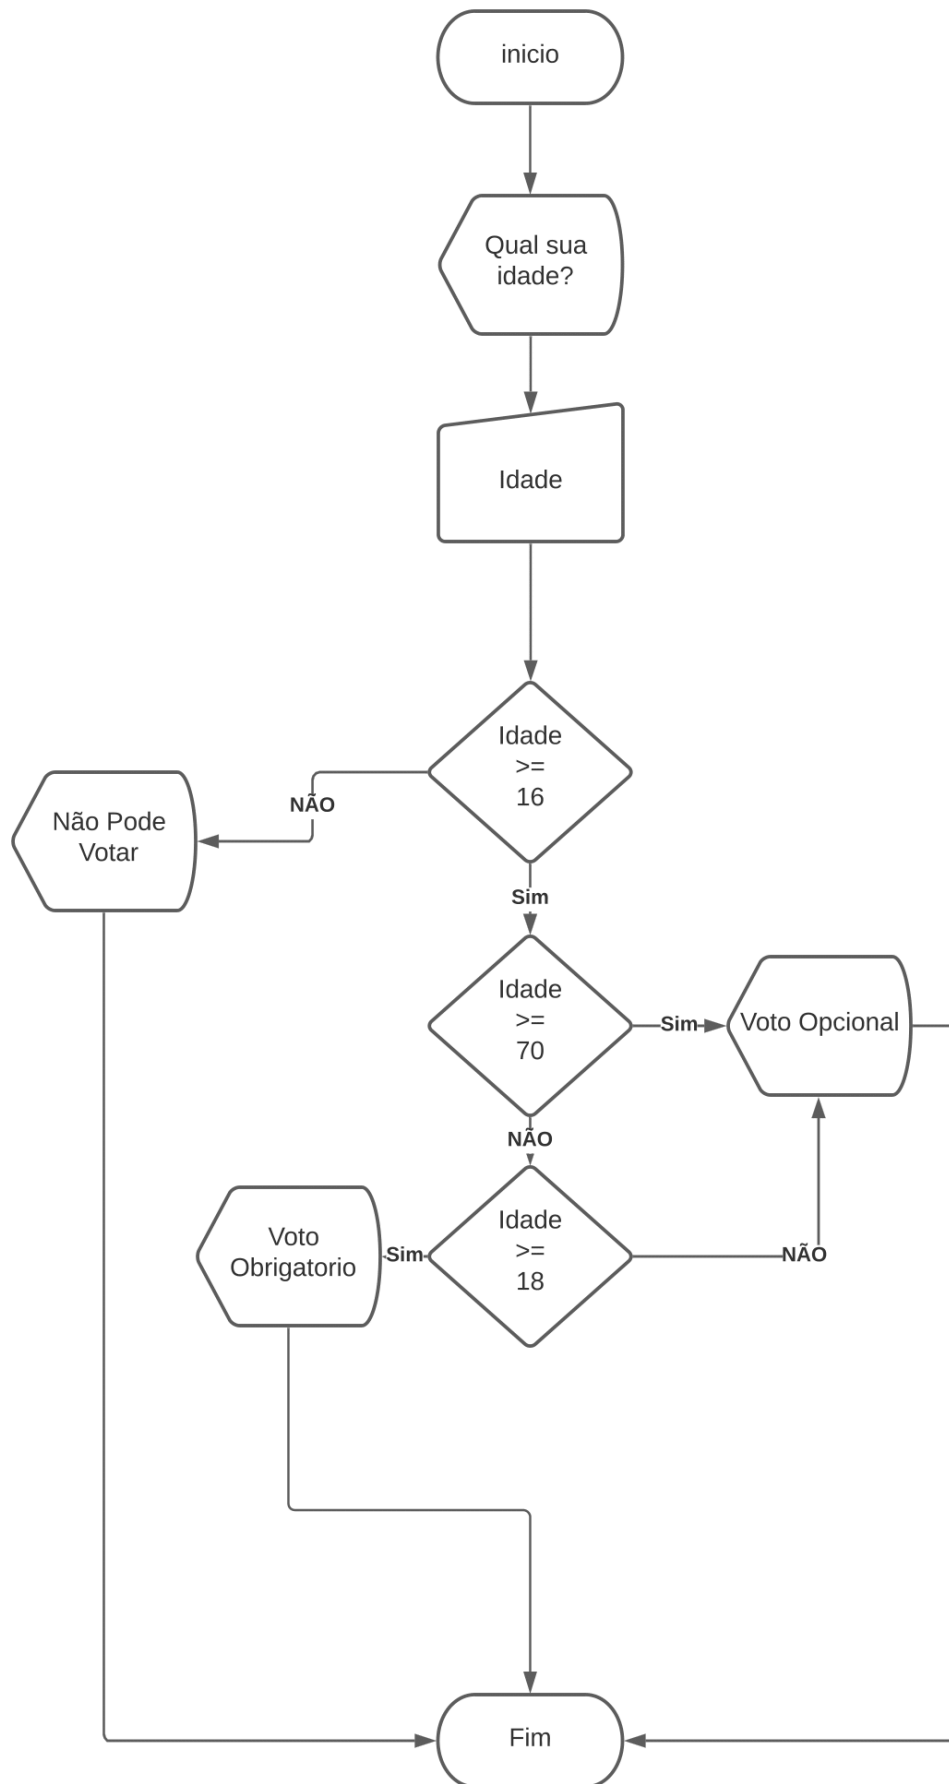 inicio
Qual sua
idade?
Idade
Idade
>=
16
NÃO
Não Pode
Votar
Sim
Idade
>=
70
Sim
Voto Opcional
NÃO
Idade
>=
18
Sim
Voto
Obrigatorio
NÃO
Fim